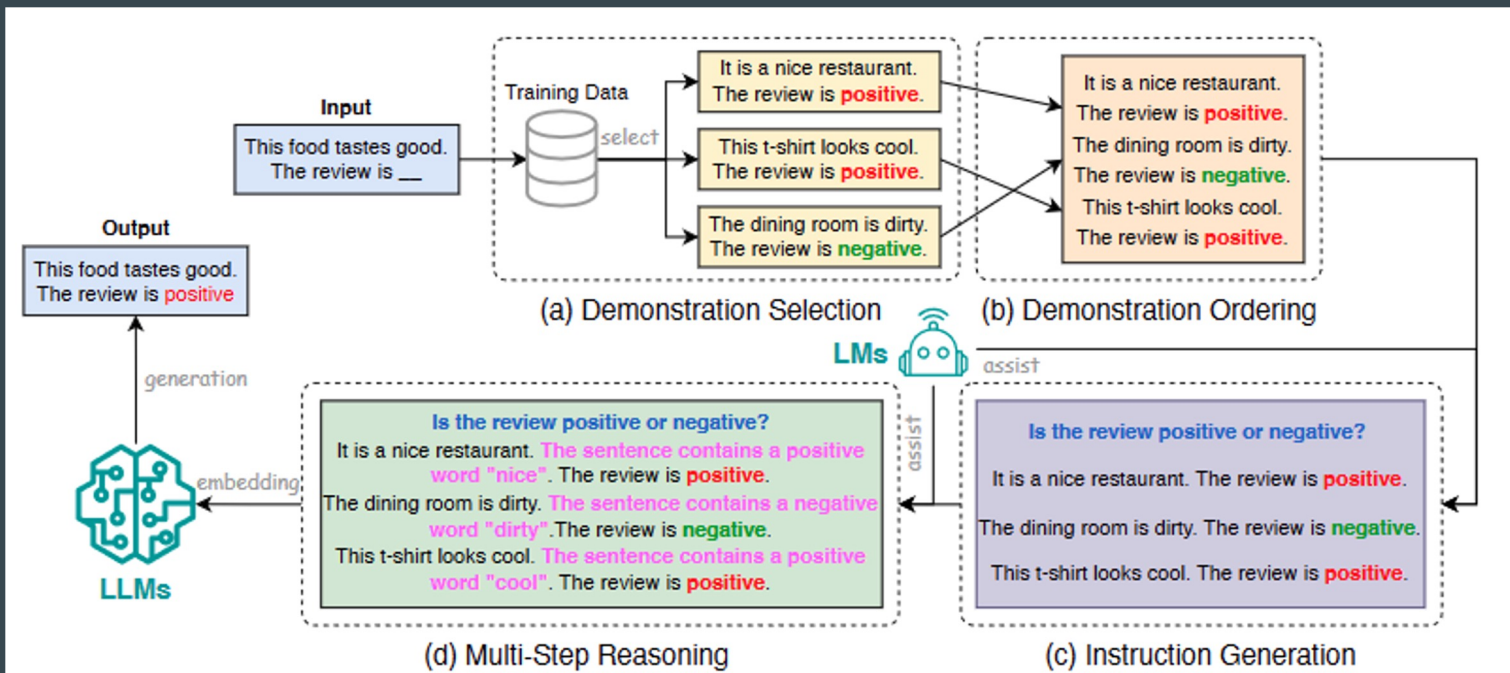 Input
This food tastes good.
The review is __
Training Data
select
It is a nice restaurant.
The review is positive.
This t-shirt looks cool.
The review is positive.
The dining room is dirty.
The review is negative.
(a) Demonstration Selection
It is a nice restaurant.
The review is positive.
The dining room is dirty.
The review is negative.
This t-shirt looks cool.
The review is positive.
(b) Demonstration Ordering
LMs
assist
assist
Is the review positive or negative?
It is a nice restaurant. The review is positive.
The dining room is dirty. The review is negative.
This t-shirt looks cool. The review is positive.
(c) Instruction Generation
Is the review positive or negative?
It is a nice restaurant. The sentence contains a positive
word "nice". The review is positive.
The dining room is dirty. The sentence contains a negative
word "dirty".The review is negative.
This t-shirt looks cool. The sentence contains a positive
word "cool". The review is positive.
(d) Multi-Step Reasoning
embedding
LLMs
generation
Output
This food tastes good.
The review is positive